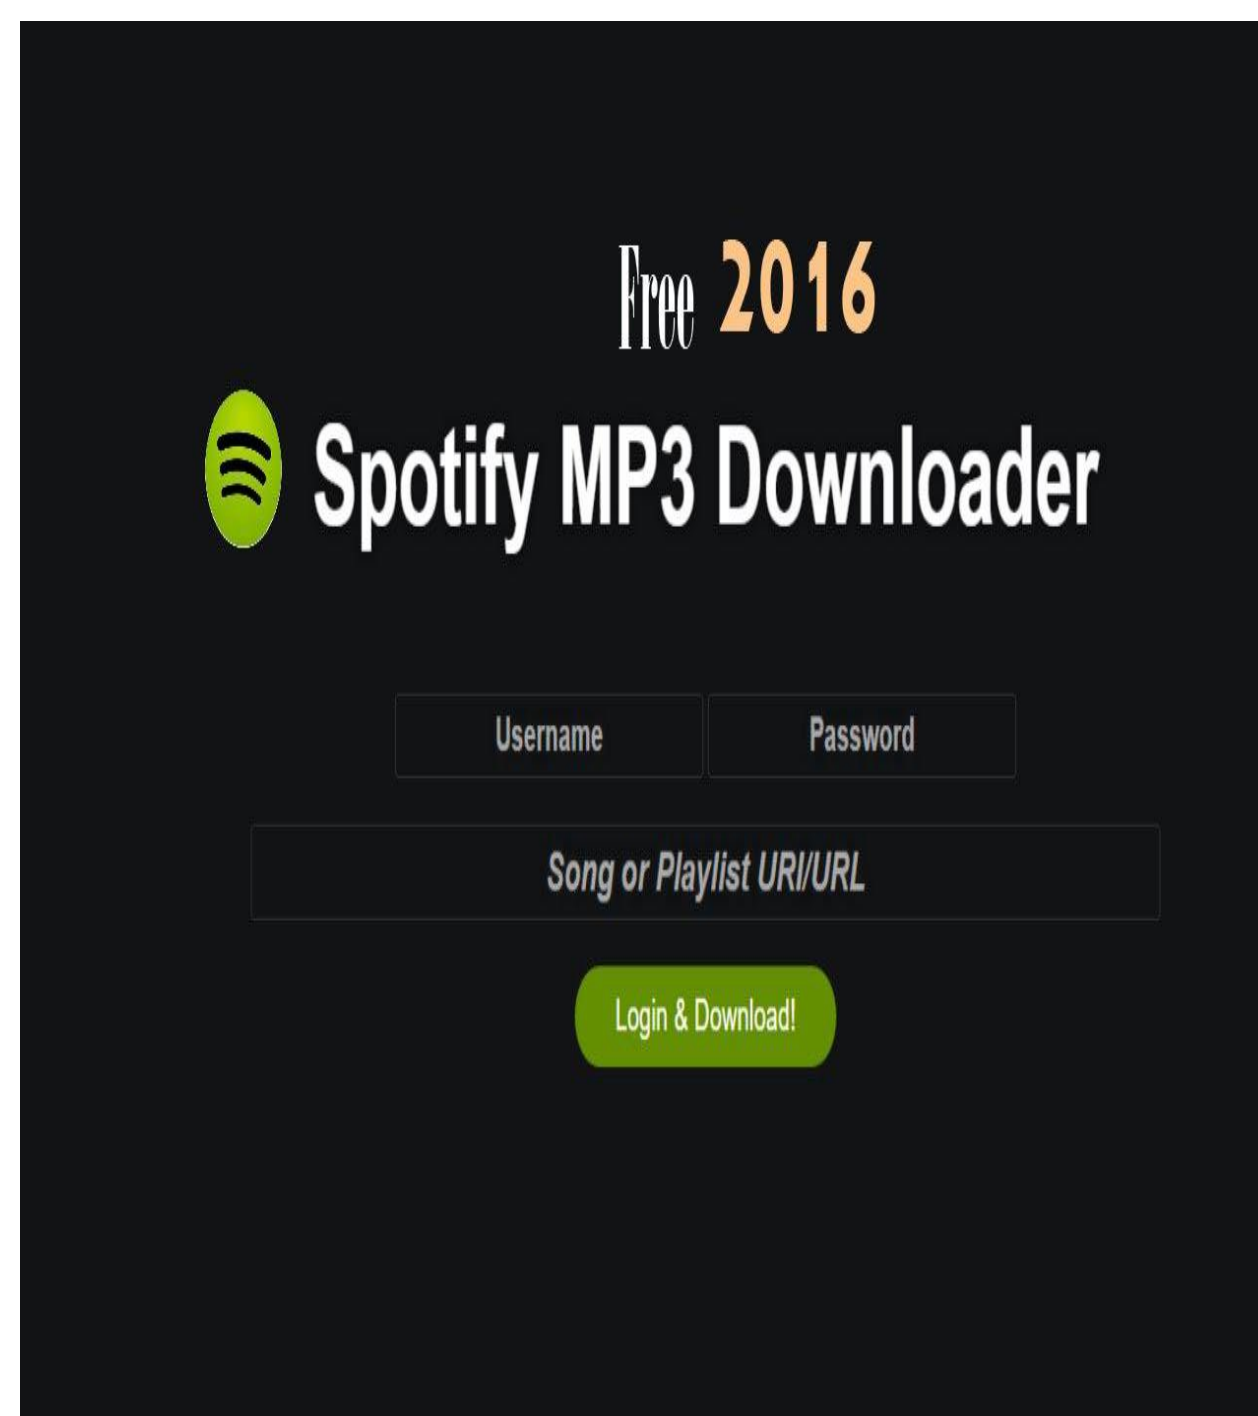 Free 2016
Spotify MP3 Downloader
Username Password
Song or Playlist URI/URL
Login & Download!